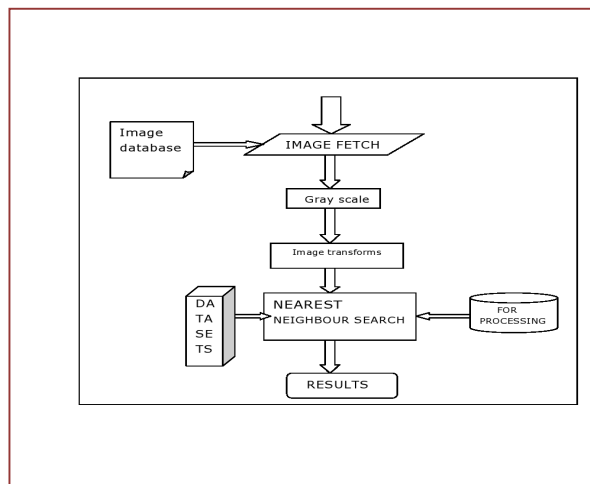 Image
database
IMAGE FETCH
Gray scale
Image transforms
DA
TA
SE
TS
NEAREST
NEIGHBOUR SEARCH
FOR
PROCESSING
RESULTS